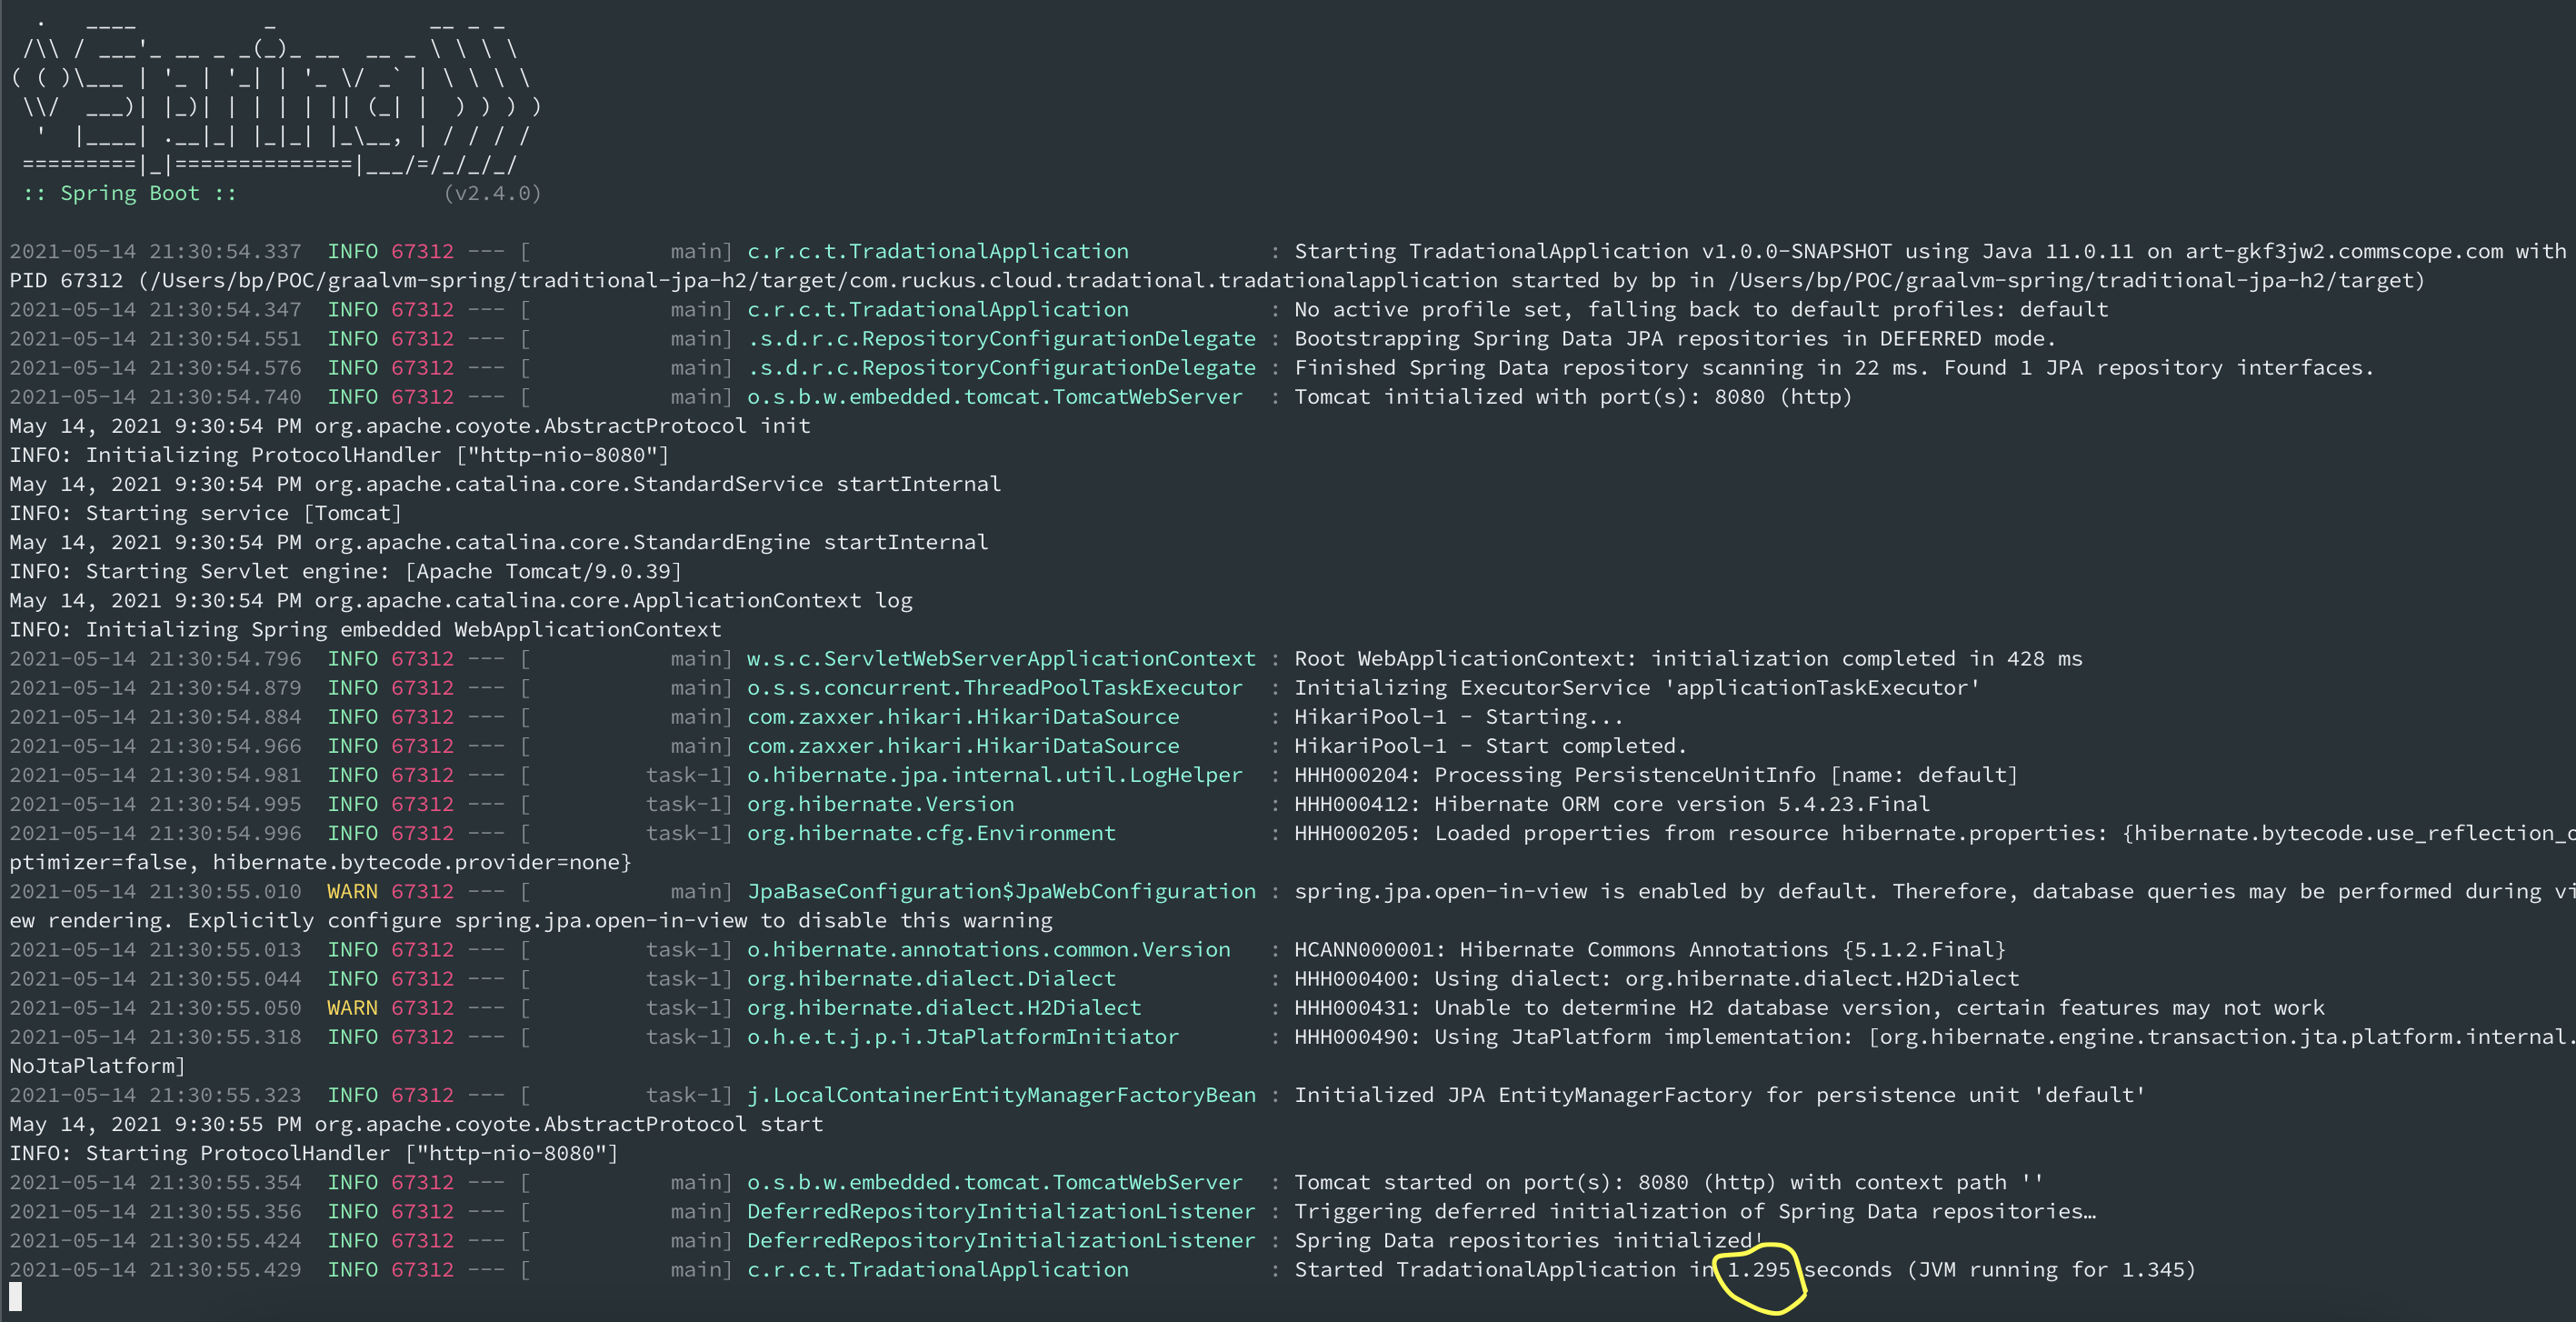 :: Spring Boot ::                (v2.4.0)
2021-05-14 21:30:54.337  INFO 67312 --- [           main] c.r.c.t.TradationalApplication           : Starting TradationalApplication v1.0.0-SNAPSHOT using Java 11.0.11 on art-gkf3jw2.commscope.com with
PID 67312 (/Users/bp/POC/graalvm-spring/traditional-jpa-h2/target/com.ruckus.cloud.tradational.tradationalapplication started by bp in /Users/bp/POC/graalvm-spring/traditional-jpa-h2/target)
2021-05-14 21:30:54.347  INFO 67312 --- [           main] c.r.c.t.TradationalApplication           : No active profile set, falling back to default profiles: default
2021-05-14 21:30:54.551  INFO 67312 --- [           main] .s.d.r.c.RepositoryConfigurationDelegate : Bootstrapping Spring Data JPA repositories in DEFERRED mode.
2021-05-14 21:30:54.576  INFO 67312 --- [           main] .s.d.r.c.RepositoryConfigurationDelegate : Finished Spring Data repository scanning in 22 ms. Found 1 JPA repository interfaces.
2021-05-14 21:30:54.740  INFO 67312 --- [           main] o.s.b.w.embedded.tomcat.TomcatWebServer  : Tomcat initialized with port(s): 8080 (http)
May 14, 2021 9:30:54 PM org.apache.coyote.AbstractProtocol init
INFO: Initializing ProtocolHandler ["http-nio-8080"]
May 14, 2021 9:30:54 PM org.apache.catalina.core.StandardService startInternal
INFO: Starting service [Tomcat]
May 14, 2021 9:30:54 PM org.apache.catalina.core.StandardEngine startInternal
INFO: Starting Servlet engine: [Apache Tomcat/9.0.39]
May 14, 2021 9:30:54 PM org.apache.catalina.core.ApplicationContext log
INFO: Initializing Spring embedded WebApplicationContext
2021-05-14 21:30:54.796  INFO 67312 --- [           main] w.s.c.ServletWebServerApplicationContext : Root WebApplicationContext: initialization completed in 428 ms
2021-05-14 21:30:54.879  INFO 67312 --- [           main] o.s.s.concurrent.ThreadPoolTaskExecutor  : Initializing ExecutorService 'applicationTaskExecutor'
2021-05-14 21:30:54.884  INFO 67312 --- [           main] com.zaxxer.hikari.HikariDataSource       : HikariPool-1 - Starting...
2021-05-14 21:30:54.966  INFO 67312 --- [           main] com.zaxxer.hikari.HikariDataSource       : HikariPool-1 - Start completed.
2021-05-14 21:30:54.981  INFO 67312 --- [         task-1] o.hibernate.jpa.internal.util.LogHelper  : HHH000204: Processing PersistenceUnitInfo [name: default]
2021-05-14 21:30:54.995  INFO 67312 --- [         task-1] org.hibernate.Version                    : HHH000412: Hibernate ORM core version 5.4.23.Final
2021-05-14 21:30:54.996  INFO 67312 --- [         task-1] org.hibernate.cfg.Environment            : HHH000205: Loaded properties from resource hibernate.properties: {hibernate.bytecode.use_reflection_o
ptimizer=false, hibernate.bytecode.provider=none}
2021-05-14 21:30:55.010  WARN 67312 --- [           main] JpaBaseConfiguration$JpaWebConfiguration : spring.jpa.open-in-view is enabled by default. Therefore, database queries may be performed during vi
ew rendering. Explicitly configure spring.jpa.open-in-view to disable this warning
2021-05-14 21:30:55.013  INFO 67312 --- [         task-1] o.hibernate.annotations.common.Version   : HCANN000001: Hibernate Commons Annotations {5.1.2.Final}
2021-05-14 21:30:55.044  INFO 67312 --- [         task-1] org.hibernate.dialect.Dialect            : HHH000400: Using dialect: org.hibernate.dialect.H2Dialect
2021-05-14 21:30:55.050  WARN 67312 --- [         task-1] org.hibernate.dialect.H2Dialect          : HHH000431: Unable to determine H2 database version, certain features may not work
2021-05-14 21:30:55.318  INFO 67312 --- [         task-1] o.h.e.t.j.p.i.JtaPlatformInitiator       : HHH000490: Using JtaPlatform implementation: [org.hibernate.engine.transaction.jta.platform.internal.
NoJtaPlatform]
2021-05-14 21:30:55.323  INFO 67312 --- [         task-1] j.LocalContainerEntityManagerFactoryBean : Initialized JPA EntityManagerFactory for persistence unit 'default'
May 14, 2021 9:30:55 PM org.apache.coyote.AbstractProtocol start
INFO: Starting ProtocolHandler ["http-nio-8080"]
2021-05-14 21:30:55.354  INFO 67312 --- [           main] o.s.b.w.embedded.tomcat.TomcatWebServer  : Tomcat started on port(s): 8080 (http) with context path ''
2021-05-14 21:30:55.356  INFO 67312 --- [           main] DeferredRepositoryInitializationListener : Triggering deferred initialization of Spring Data repositories…
2021-05-14 21:30:55.424  INFO 67312 --- [           main] DeferredRepositoryInitializationListener : Spring Data repositories initialized!
2021-05-14 21:30:55.429  INFO 67312 --- [           main] c.r.c.t.TradationalApplication           : Started TradationalApplication in 1.295 seconds (JVM running for 1.345)